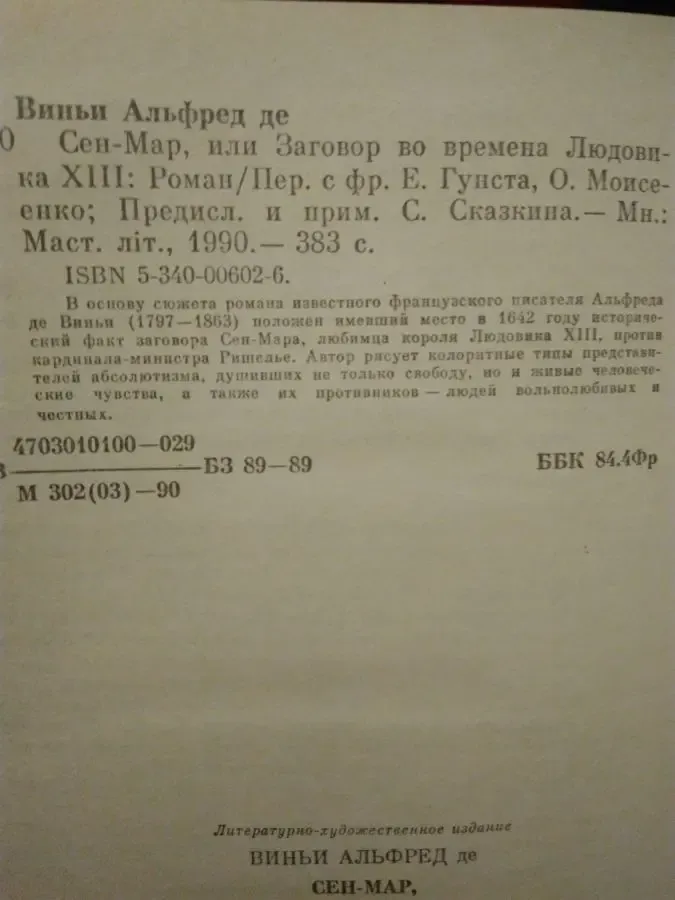 Виньи Альфред де
0 Сен-Мар, или Заговор во времена Людови-
ка XIII: Роман/Пер. с фр. Е. Гунста, О. Моисе-
енко; Предисл. и прим. С. Сказкина.— Мн.:
Маст. літ., 1990.— 383 с.
ISBN 5-340-00602-6.
В основу сюжета романа известного французского писателя Альфреда
де Виньи (1797—1863) положен имевший место в 1642 году историче-
ский факт заговора Сен-Мара, любимца короля Людовика XIII, против
кардинала-министра Ришелье. Автор рисует колоритные типы представи-
телей абсолютизма, душивших не только свободу, но и живые человече-
ские чувства, а также их противников — людей вольнолюбивых и
честных.
4703010100—029
В БЗ 89—89 ББК 84.4Фр
М 302(03)—90
Литературно-художественное издание
ВИНЬИ АЛЬФРЕД де
СЕН-МАР,